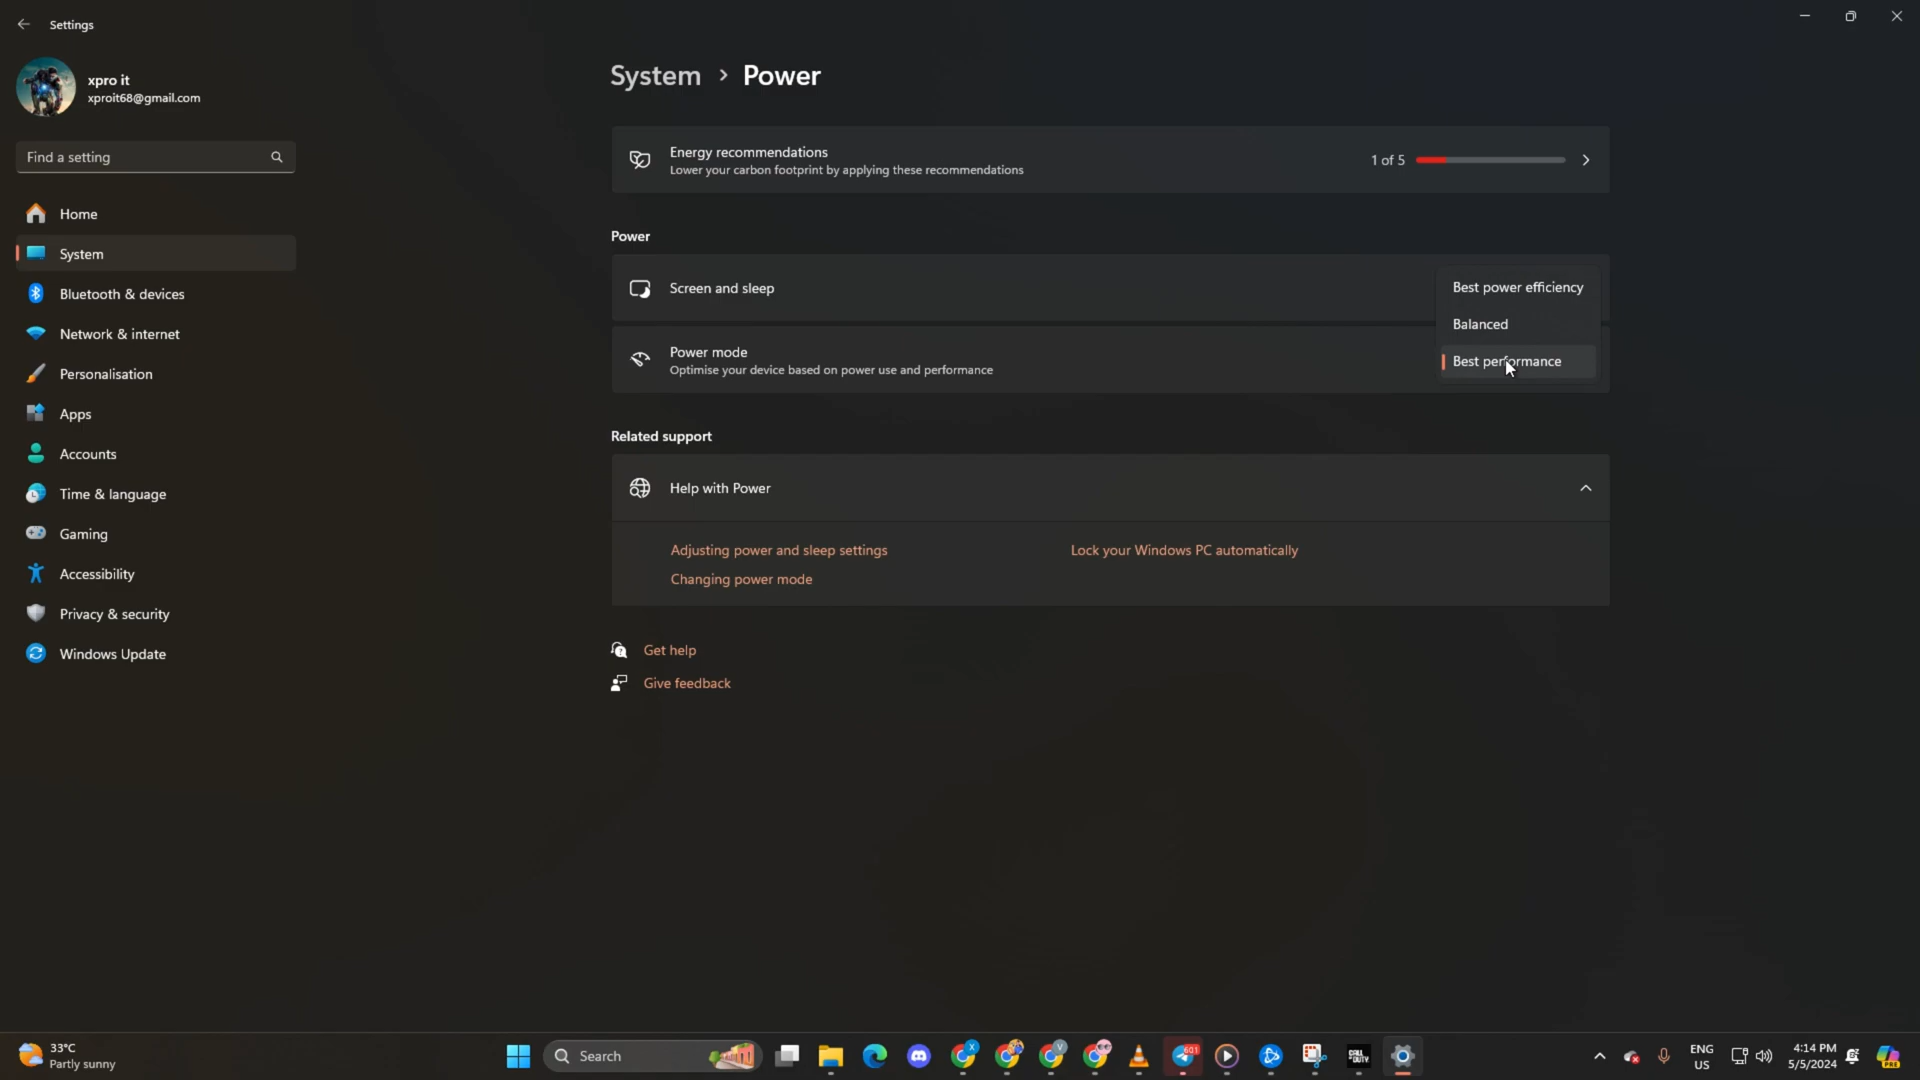 Settings
xpro it
xproit68@gmail.com
Find a setting
Home
System
Bluetooth & devices
Network & internet
Personalisation
Apps
Accounts
Time & language
Gaming
Accessibility
Privacy & security
Windows Update
System > Power
Energy recommendations
Lower your carbon footprint by applying these recommendations
1 of 5
Power
Screen and sleep
Best power efficiency
Balanced
Power mode
Optimise your device based on power use and performance
Best performance
Related support
Help with Power
Adjusting power and sleep settings
Lock your Windows PC automatically
Changing power mode
Get help
Give feedback
33°C
Partly sunny
Search
X
V
601
CALL
DUTY
ENG
US
4:14 PM
5/5/2024
PRE